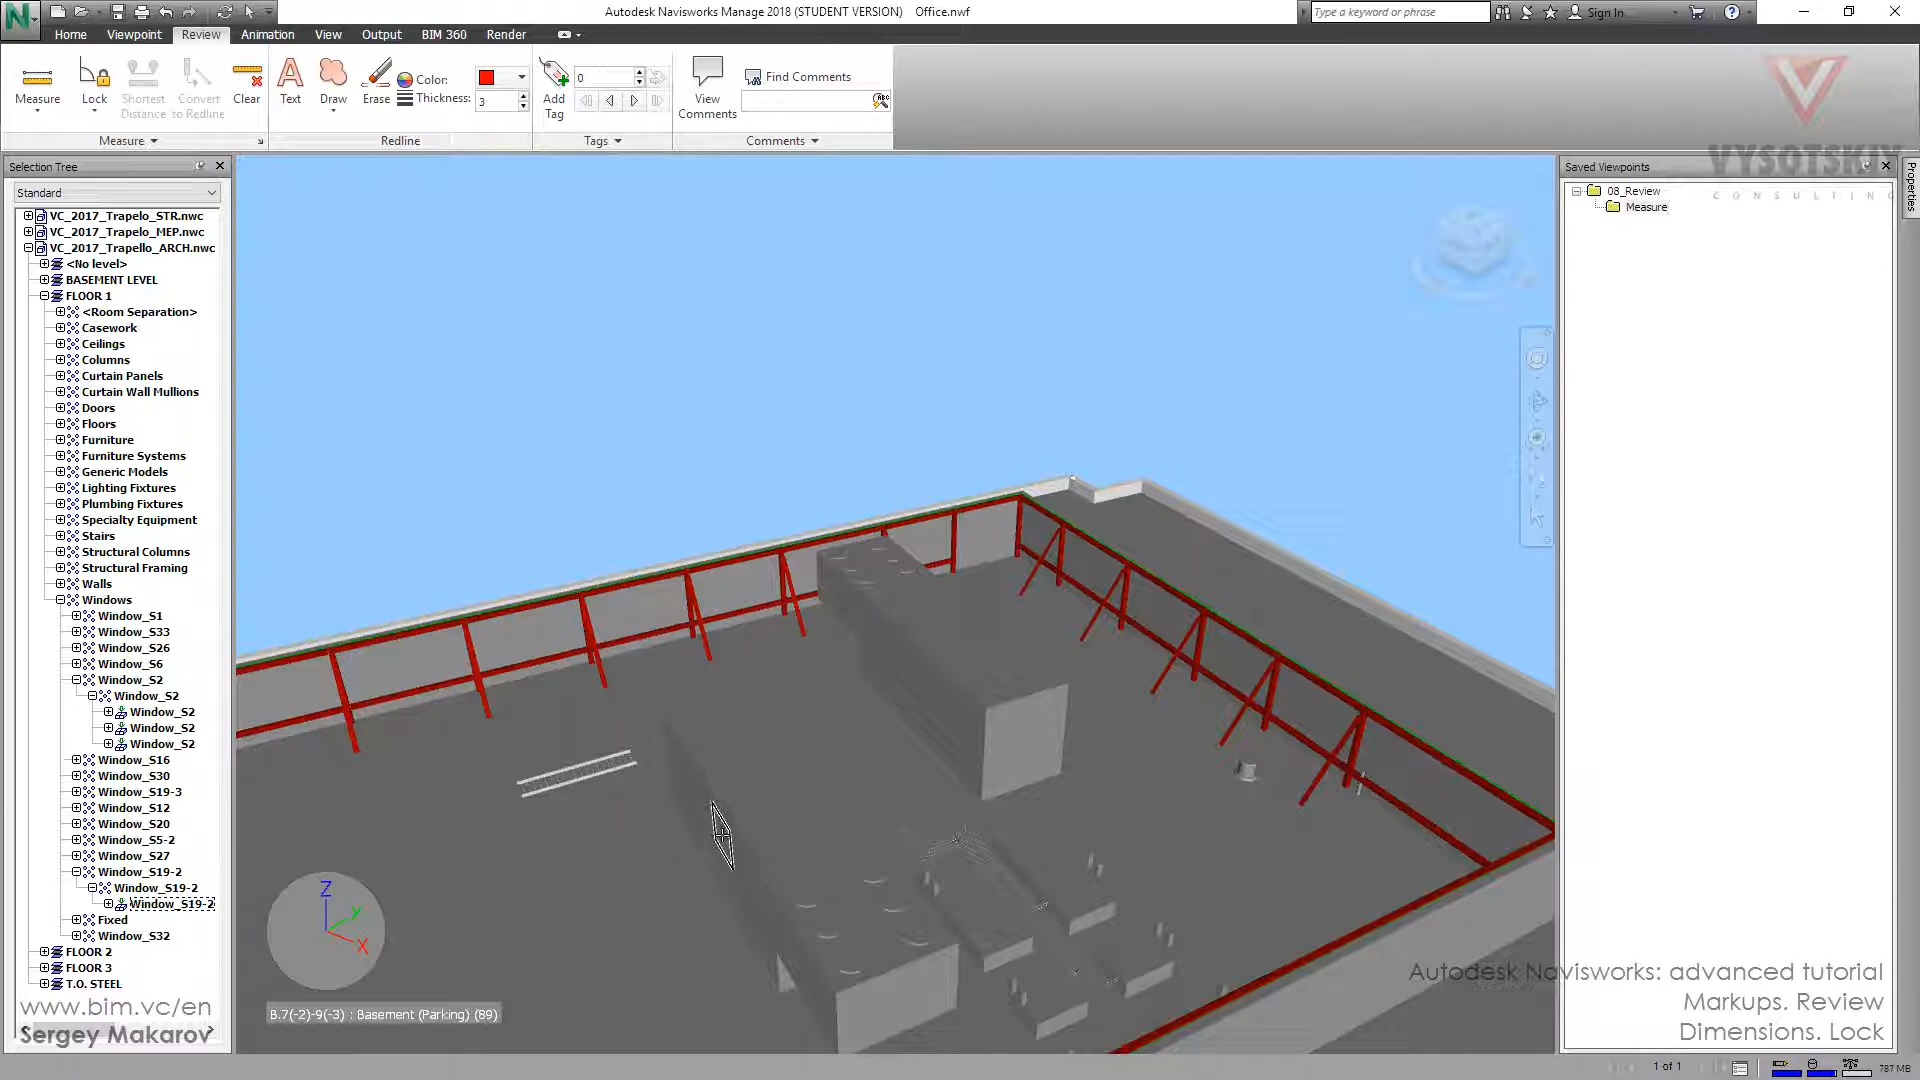 Autodesk Navisworks Manage 2018 (STUDENT VERSION) Office.nwf
Type a keyword or phrase
Sign In
Home Viewpoint Review Animation View Output BIM 360 Render
Measure
Lock
Shortest Distance
Convert to Redline
Clear
Text
Draw
Erase
Color:
Thickness: 3
Add Tag
0
View Comments
Find Comments
Measure Redline Tags Comments
VYSOTSKIY
CONSULTING
Selection Tree
Standard
VC_2017_Trapelo_STR.nwc
VC_2017_Trapelo_MEP.nwc
VC_2017_Trapello_ARCH.nwc
<No level>
BASEMENT LEVEL
FLOOR 1
<Room Separation>
Casework
Ceilings
Columns
Curtain Panels
Curtain Wall Mullions
Doors
Floors
Furniture
Furniture Systems
Generic Models
Lighting Fixtures
Plumbing Fixtures
Specialty Equipment
Stairs
Structural Columns
Structural Framing
Walls
Windows
Window_S1
Window_S33
Window_S26
Window_S6
Window_S2
Window_S2
Window_S2
Window_S2
Window_S2
Window_S16
Window_S30
Window_S19-3
Window_S12
Window_S20
Window_S5-2
Window_S27
Window_S19-2
Window_S19-2
Window_S19-2
Fixed
Window_S32
FLOOR 2
FLOOR 3
T.O. STEEL
www.bim.vc/en
Sergey Makarov
Z
Y
X
B.7(-2)-9(-3) : Basement (Parking) (89)
Saved Viewpoints
08_Review
Measure
Properties
Autodesk Navisworks: advanced tutorial
Markups. Review
Dimensions. Lock
1 of 1
787 MB